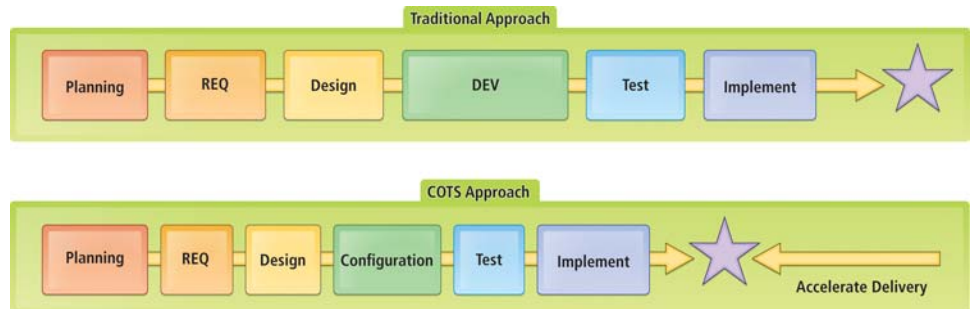 Traditional Approach
Planning
REQ
Design
DEV
Test
Implement
COTS Approach
Planning
REQ
Design
Configuration
Test
Implement
Accelerate Delivery